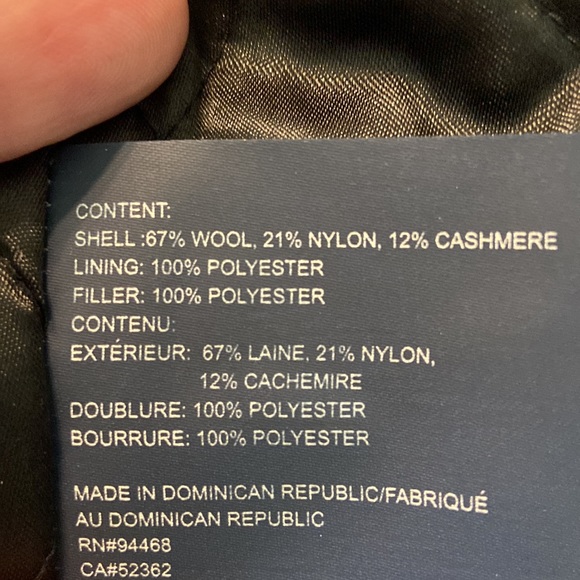 CONTENT:
SHELL :67% WOOL, 21% NYLON, 12% CASHMERE
LINING: 100% POLYESTER
FILLER: 100% POLYESTER
CONTENU:
EXTÉRIEUR: 67% LAINE, 21% NYLON,
12% CACHEMIRE
DOUBLURE: 100% POLYESTER
BOURRURE: 100% POLYESTER
MADE IN DOMINICAN REPUBLIC/FABRIQUÉ
AU DOMINICAN REPUBLIC
RN#94468
CA#52362